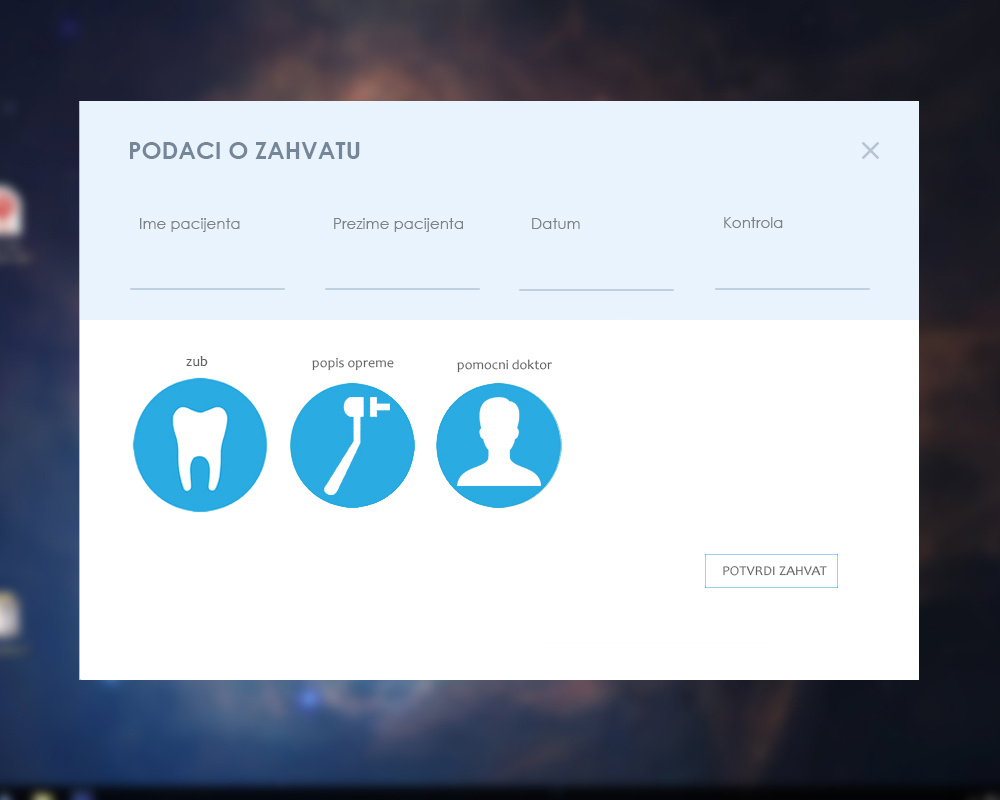 PODACI O ZAHVATU
Ime pacijenta
Prezime pacijenta
Datum
Kontrola
zub
popis opreme
pomocni doktor
POTVRDI ZAHVAT